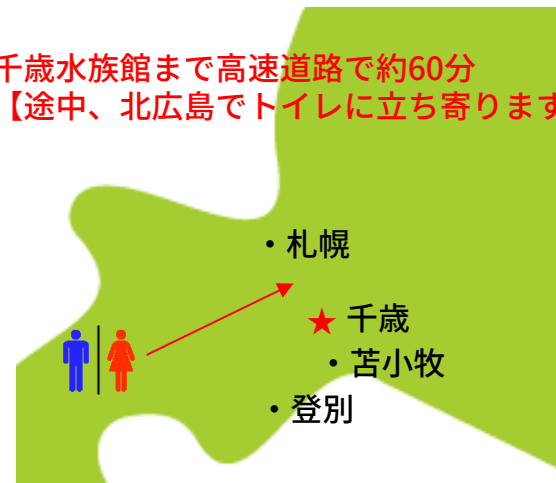 千歳水族館まで高速道路で約60分
【途中、北広島でトイレに立ち寄ります
・札幌
★ 千歳
・苫小牧
・登別